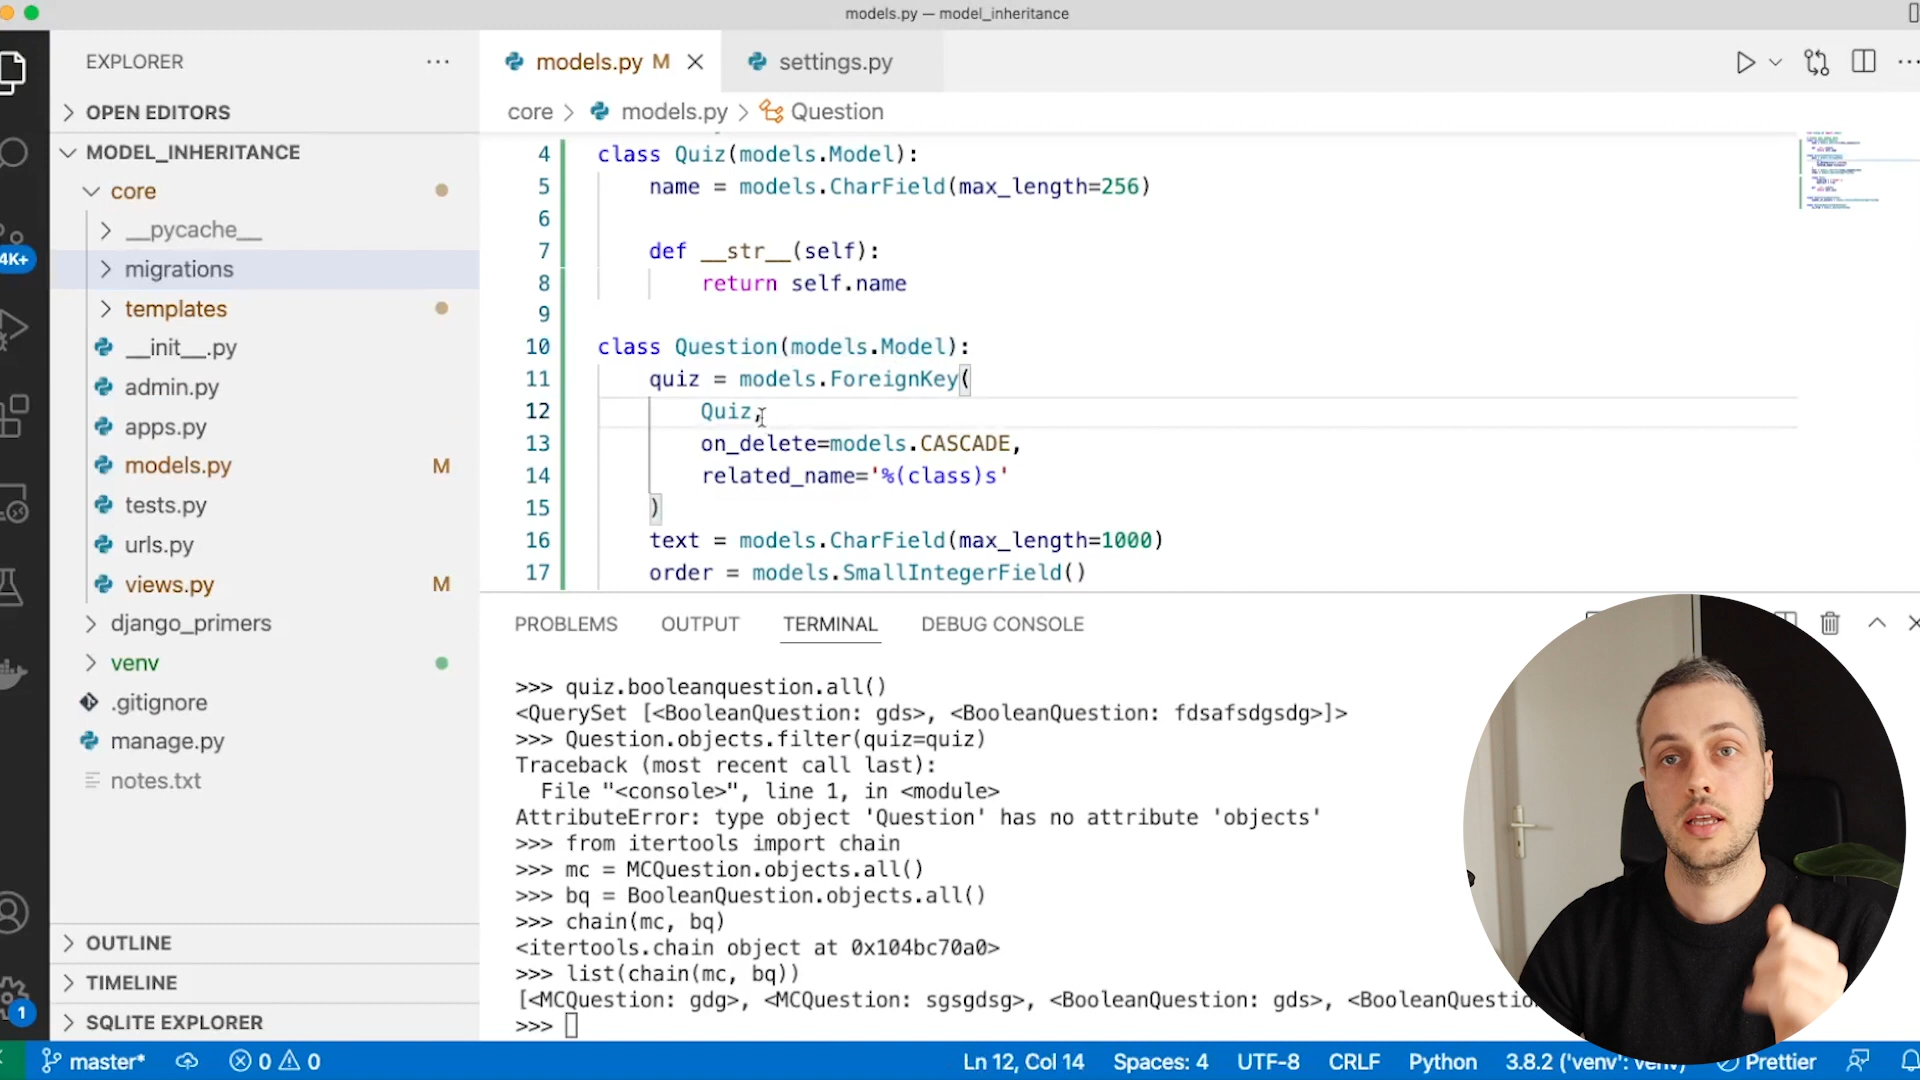 models.py — model_inheritance
EXPLORER
OPEN EDITORS
MODEL_INHERITANCE
core
__pycache__
migrations
templates
__init__.py
admin.py
apps.py
models.py M
tests.py
urls.py
views.py M
django_primers
venv
.gitignore
manage.py
notes.txt
OUTLINE
TIMELINE
SQLITE EXPLORER
4K+
1
models.py M
settings.py
core > models.py > Question
4 class Quiz(models.Model):
5 name = models.CharField(max_length=256)
6
7 def __str__(self):
8 return self.name
9
10 class Question(models.Model):
11 quiz = models.ForeignKey(
12 Quiz,
13 on_delete=models.CASCADE,
14 related_name='%(class)s'
15 )
16 text = models.CharField(max_length=1000)
17 order = models.SmallIntegerField()
PROBLEMS OUTPUT TERMINAL DEBUG CONSOLE
>>> quiz.booleanquestion.all()
<QuerySet [<BooleanQuestion: gds>, <BooleanQuestion: fdsafsdgsdg>]>
>>> Question.objects.filter(quiz=quiz)
Traceback (most recent call last):
File "<console>", line 1, in <module>
AttributeError: type object 'Question' has no attribute 'objects'
>>> from itertools import chain
>>> mc = MCQuestion.objects.all()
>>> bq = BooleanQuestion.objects.all()
>>> chain(mc, bq)
<itertools.chain object at 0x104bc70a0>
>>> list(chain(mc, bq))
[<MCQuestion: gdg>, <MCQuestion: sgsgdsg>, <BooleanQuestion: gds>, <BooleanQuestio
>>>
master* 0 0 Ln 12, Col 14 Spaces: 4 UTF-8 CRLF Python 3.8.2 ('venv': venv) Prettier